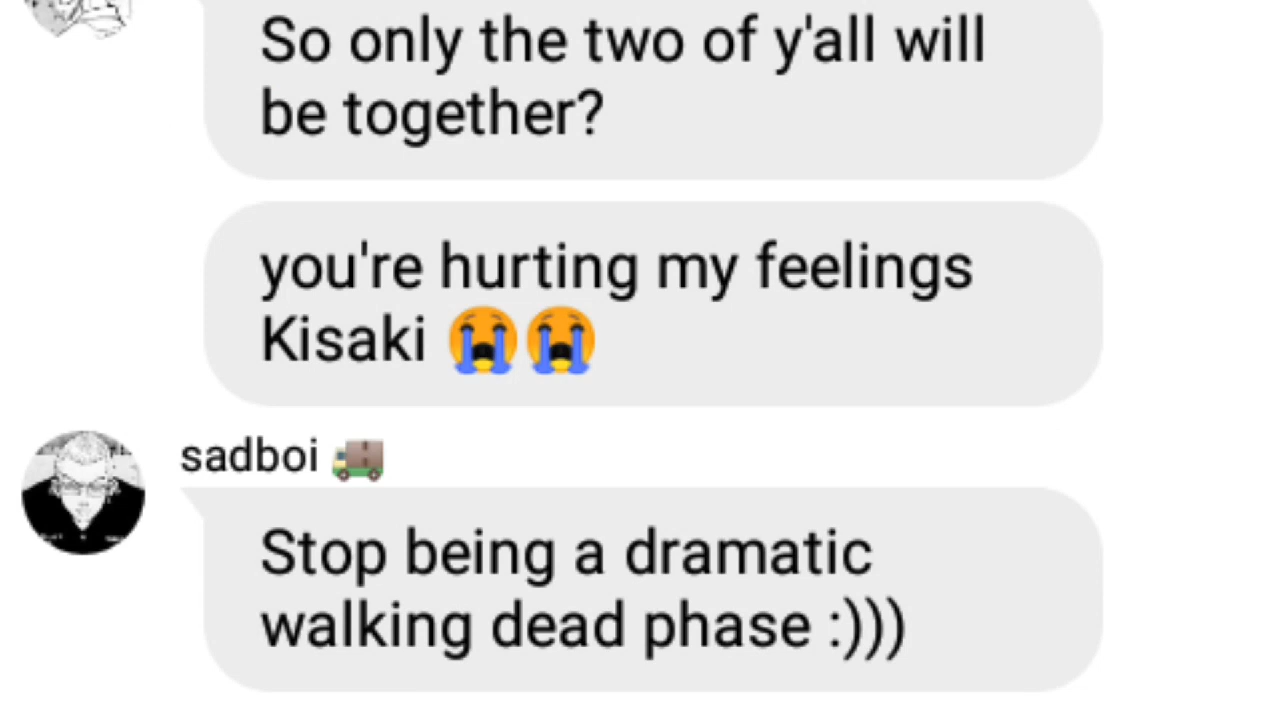 So only the two of y'all will
be together?
you're hurting my feelings
Kisaki 😭😭
sadboi 🚚
Stop being a dramatic
walking dead phase :)))